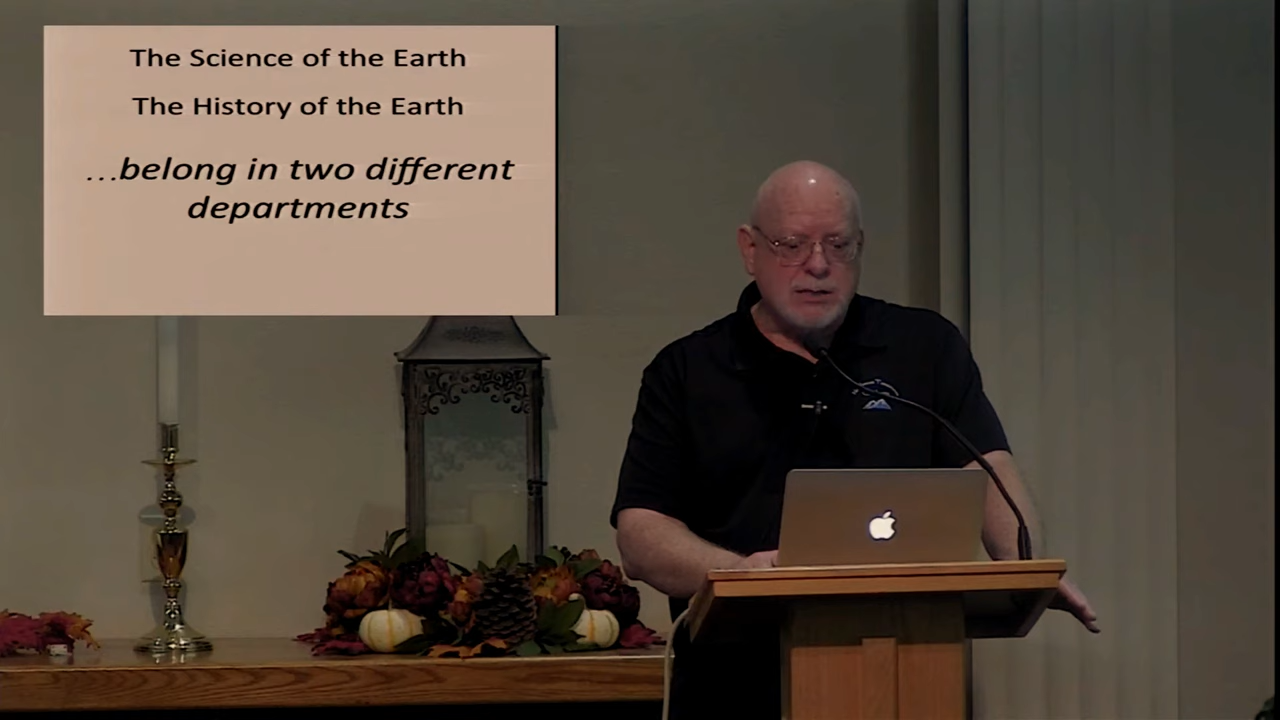 The Science of the Earth
The History of the Earth
...belong in two different
departments